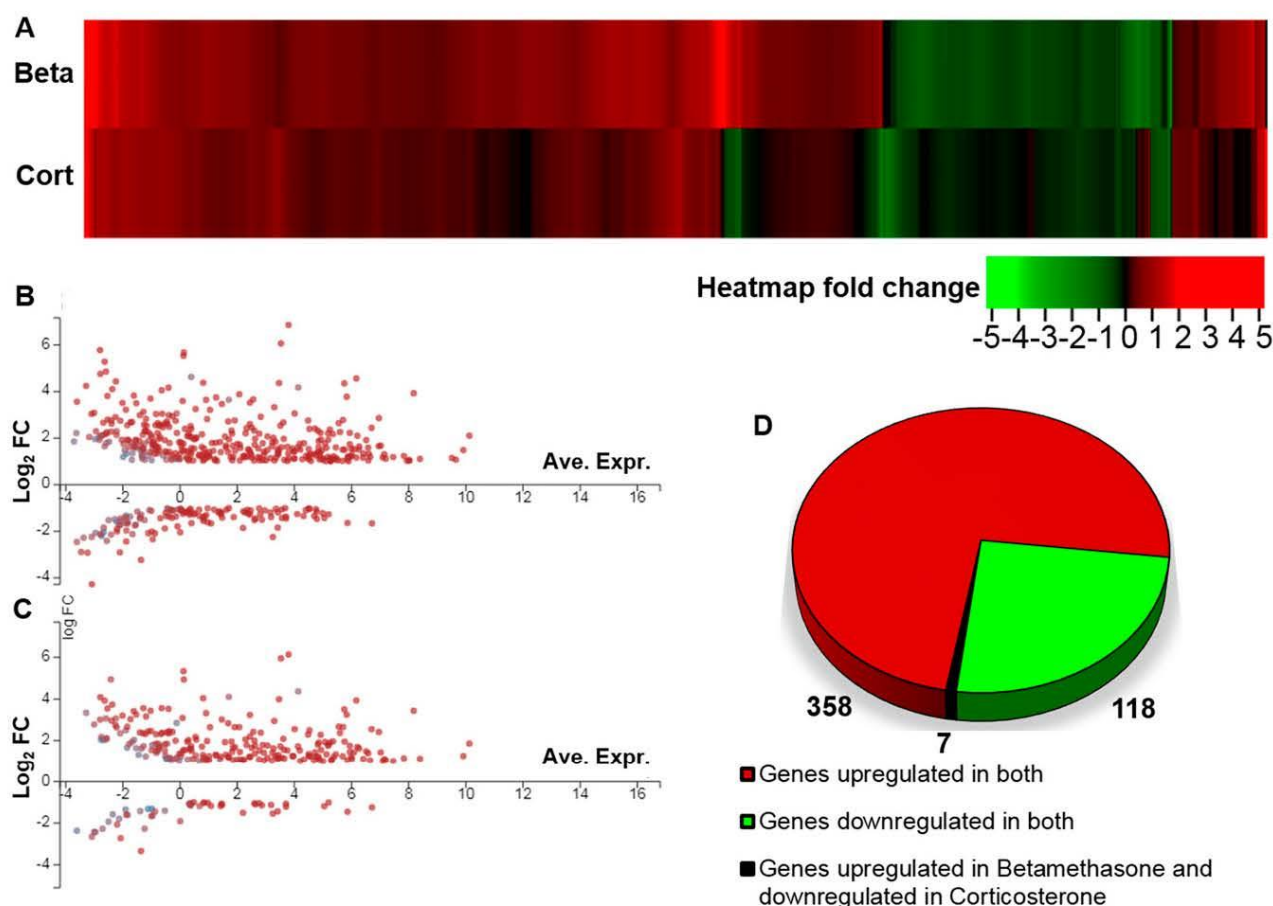 A
Beta
Cort
Heatmap fold change
-5-4-3-2-1 0 1 2 3 4 5
B
Log₂ FC
6
4
2
0
-2
-4
-4 -2 0 2 4 6 8 10 12 14 16
Ave. Expr.
C
log FC
Log₂ FC
6
4
2
0
-2
-4
-4 -2 0 2 4 6 8 10 12 14 16
Ave. Expr.
D
358
7
118
Genes upregulated in both
Genes downregulated in both
Genes upregulated in Betamethasone and
downregulated in Corticosterone